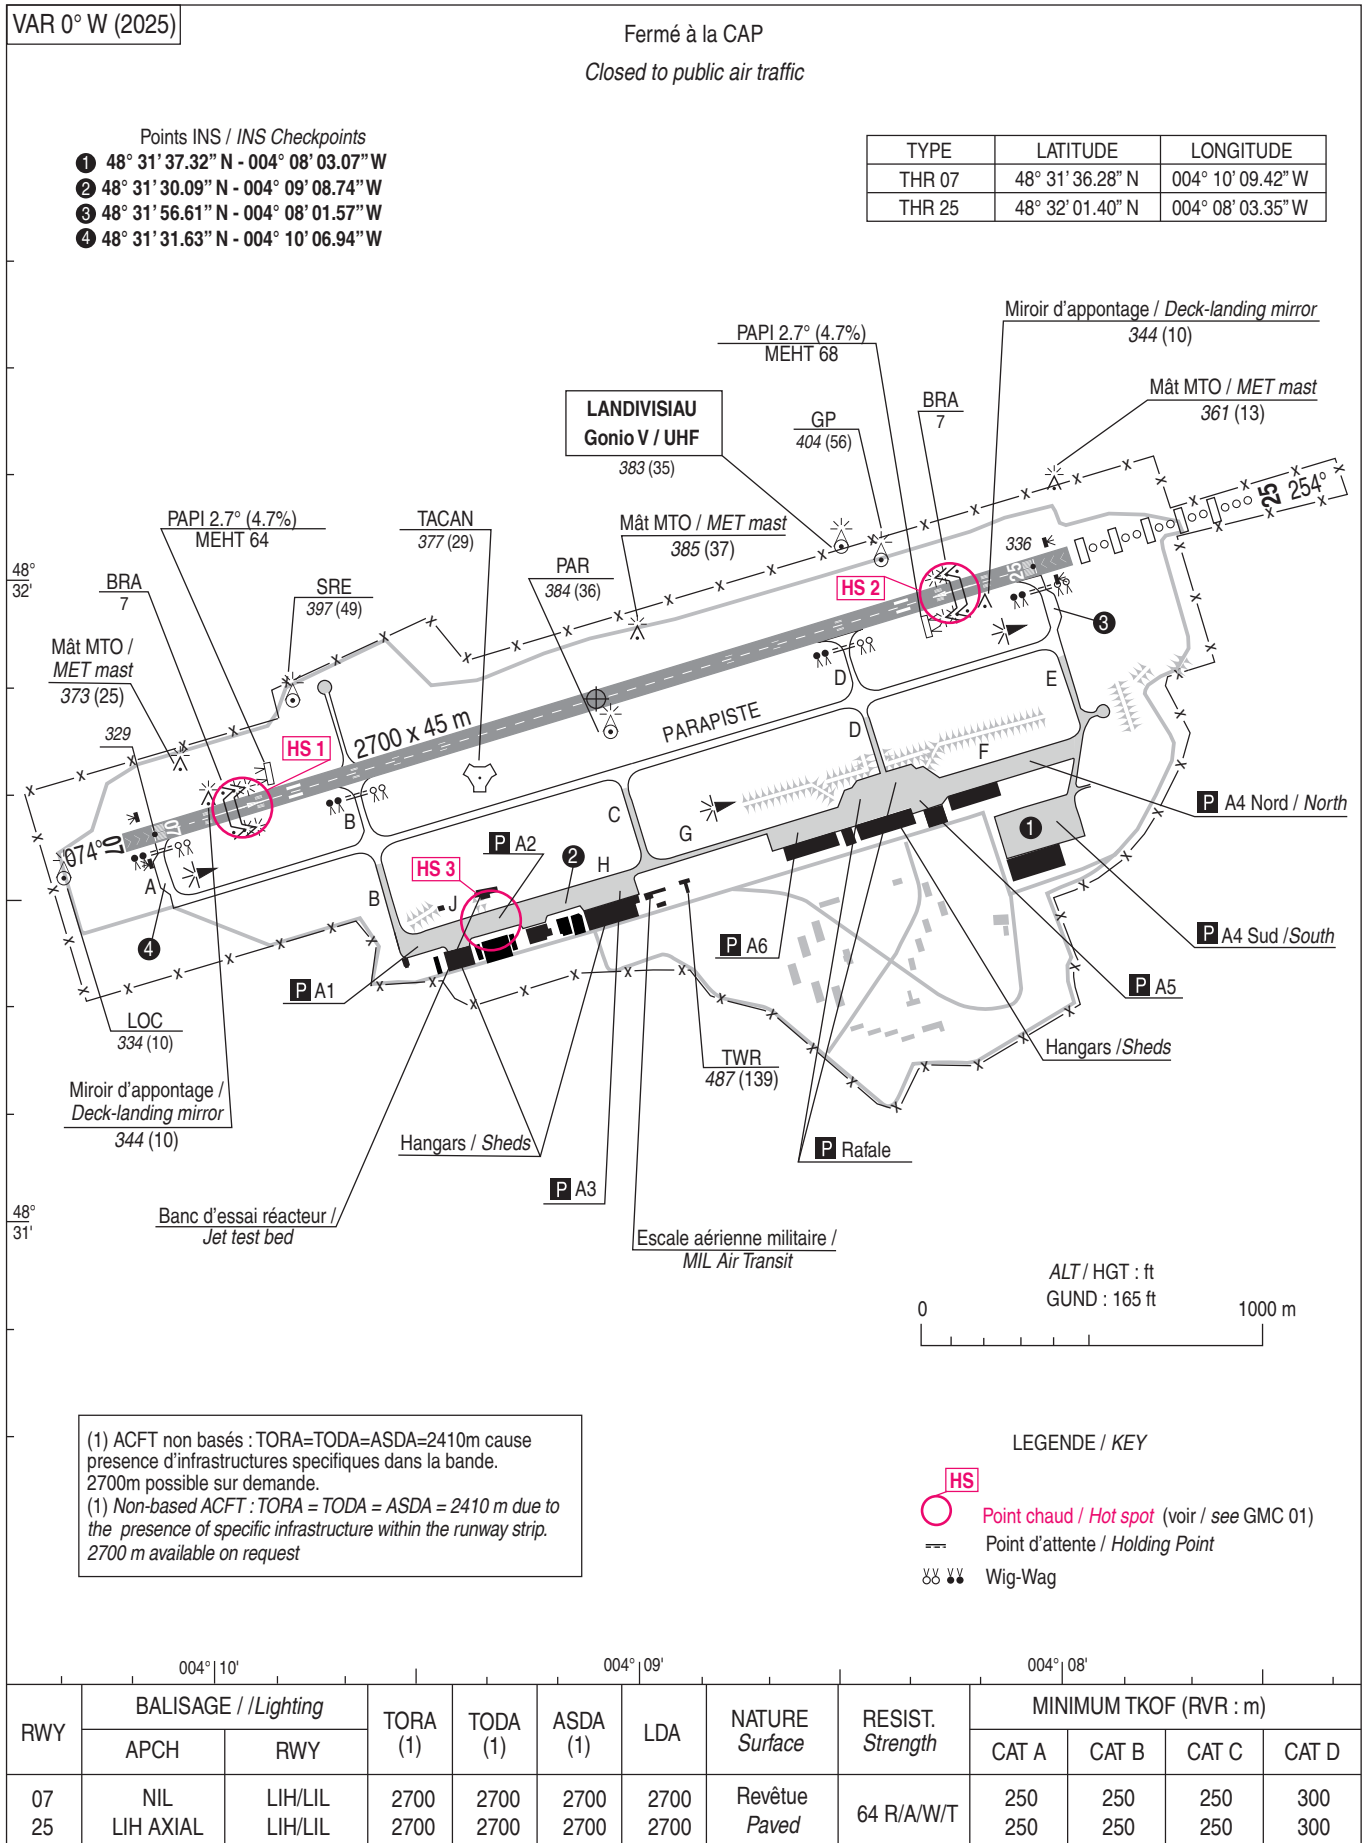 VAR 0° W (2025)
Fermé à la CAP
Closed to public air traffic
Points INS / INS Checkpoints
1 48° 31' 37.32" N - 004° 08' 03.07" W
2 48° 31' 30.09" N - 004° 09' 08.74" W
3 48° 31' 56.61" N - 004° 08' 01.57" W
4 48° 31' 31.63" N - 004° 10' 06.94" W
TYPE LATITUDE LONGITUDE
THR 07 48° 31' 36.28" N 004° 10' 09.42" W
THR 25 48° 32' 01.40" N 004° 08' 03.35" W
Miroir d'appontage / Deck-landing mirror
344 (10)
PAPI 2.7° (4.7%)
MEHT 68
Mât MTO / MET mast
361 (13)
LANDIVISIAU
Gonio V / UHF
383 (35)
GP
404 (56)
BRA
7
25 254°
PAPI 2.7° (4.7%)
MEHT 64
TACAN
377 (29)
Mât MTO / MET mast
385 (37)
336
25
48°
32'
BRA
7
SRE
397 (49)
PAR
384 (36)
HS 2
3
Mât MTO /
MET mast
373 (25)
D
E
329
HS 1
2700 x 45 m
PARAPISTE
D
F
P A4 Nord / North
074° 07
07
B
C
G
1
A
P A2
2
H
HS 3
B
J
4
P A6
P A4 Sud /South
P A1
P A5
LOC
334 (10)
Hangars /Sheds
TWR
487 (139)
Miroir d'appontage /
Deck-landing mirror
344 (10)
Hangars / Sheds
P Rafale
P A3
48°
31'
Banc d'essai réacteur /
Jet test bed
Escale aérienne militaire /
MIL Air Transit
ALT / HGT : ft
GUND : 165 ft
0 1000 m
(1) ACFT non basés : TORA=TODA=ASDA=2410m cause
presence d'infrastructures specifiques dans la bande.
2700m possible sur demande.
(1) Non-based ACFT : TORA = TODA = ASDA = 2410 m due to
the presence of specific infrastructure within the runway strip.
2700 m available on request
LEGENDE / KEY
HS
Point chaud / Hot spot (voir / see GMC 01)
Point d'attente / Holding Point
Wig-Wag
004° 10' 004° 09' 004° 08'
RWY BALISAGE / /Lighting TORA (1) TODA (1) ASDA (1) LDA NATURE Surface RESIST. Strength MINIMUM TKOF (RVR : m)
APCH RWY CAT A CAT B CAT C CAT D
07 NIL LIH/LIL 2700 2700 2700 2700 Revêtue 64 R/A/W/T 250 250 250 300
25 LIH AXIAL LIH/LIL 2700 2700 2700 2700 Paved 250 250 250 300